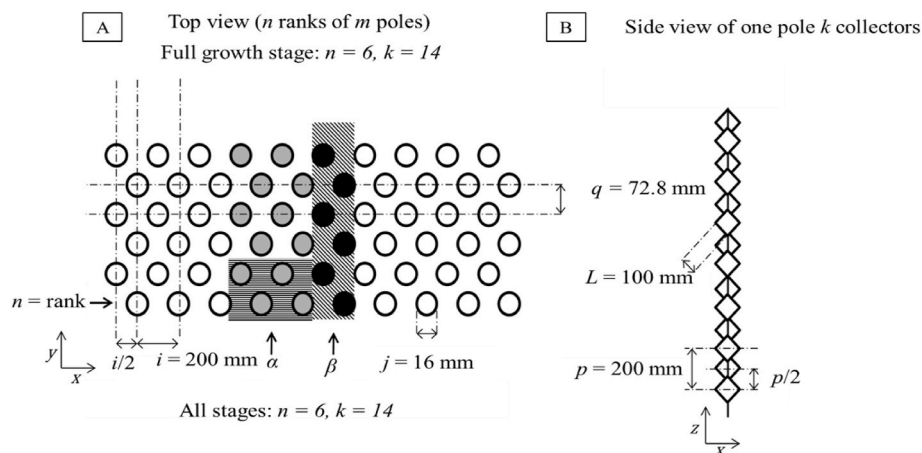 A
Top view (n ranks of m poles)
Full growth stage: n = 6, k = 14
n = rank
y
x
i/2
i = 200 mm
α
β
j = 16 mm
All stages: n = 6, k = 14
B
Side view of one pole k collectors
q = 72.8 mm
L = 100 mm
p = 200 mm
p/2
z
x